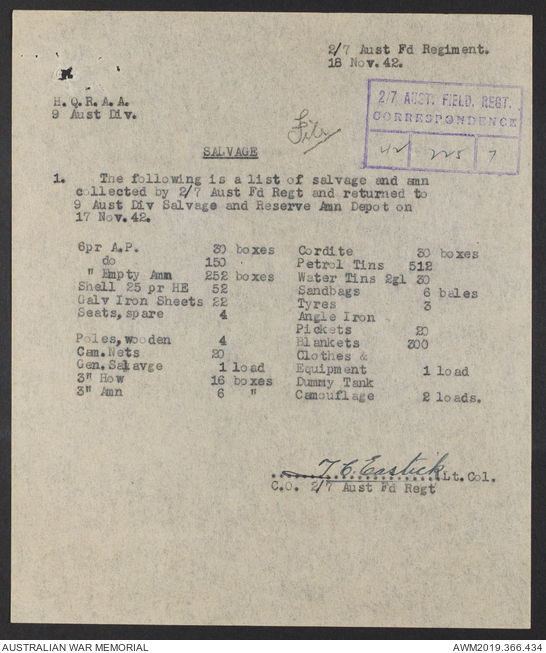 2/7 Aust Fd Regiment.
18 Nov. 42.
H.Q.R.A.A.
9 Aust Div.
2/7 AUST. FIELD. REGT.
CORRESPONDENCE
42 225 7
File
SALVAGE
1. The following is a list of salvage and amn
collected by 2/7 Aust Fd Regt and returned to
9 Aust Div Salvage and Reserve Amn Depot on
17 Nov. 42.
6pr A.P. 30 boxes
do 150
" Empty Amn 252 boxes
Shell 25 pr HE 52
Galv Iron Sheets 22
Seats, spare 4
Poles, wooden 4
Cam. Nets 20
Gen. Salavge 1 load
3" How 16 boxes
3" Amn 6 "
Cordite 30 boxes
Petrol Tins 512
Water Tins 2gl 30
Sandbags 6 bales
Tyres 3
Angle Iron
Pickets 20
Blankets 300
Clothes &
Equipment 1 load
Dummy Tank
Camouflage 2 loads.
T C Eastick Lt. Col.
C.O. 2/7 Aust Fd Regt
AUSTRALIAN WAR MEMORIAL
AWM2019.366.434